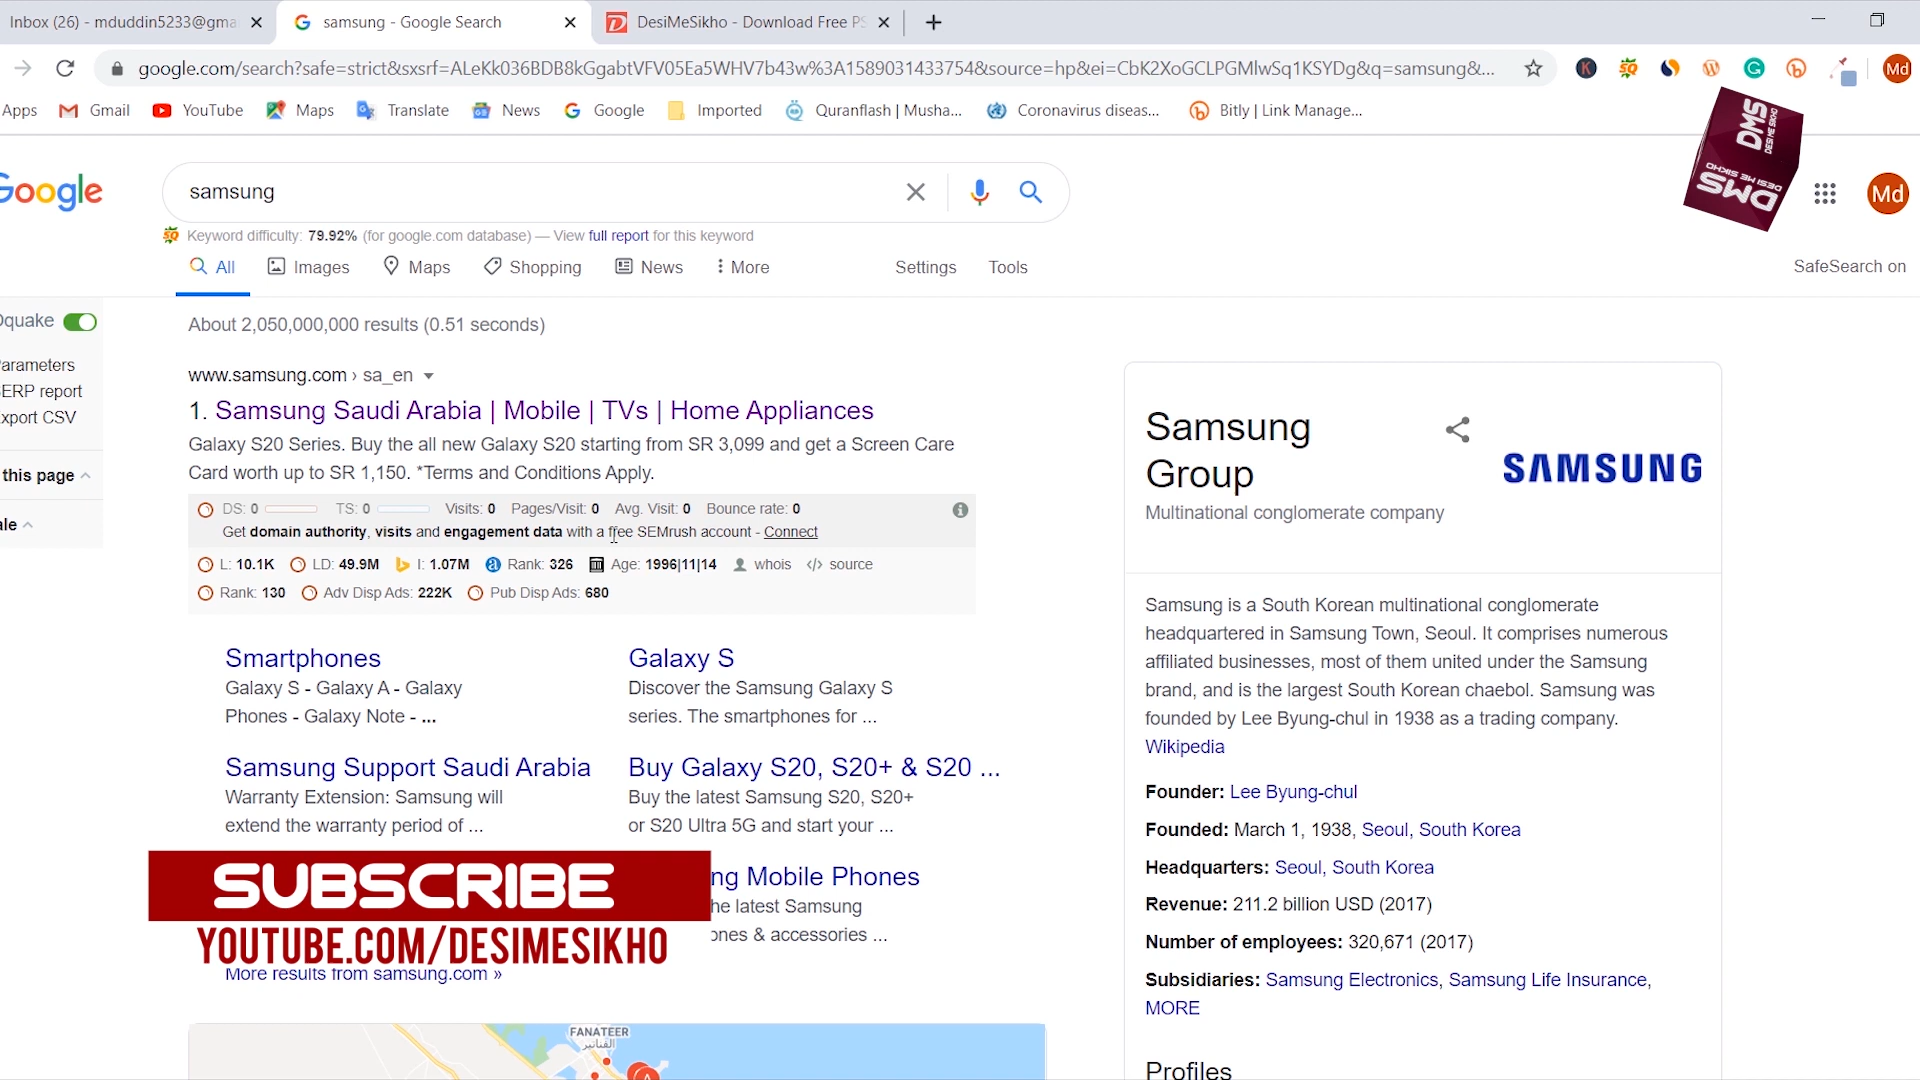 Inbox (26) - mduddin5233@gma
samsung - Google Search
DesiMeSikho - Download Free PS
google.com/search?safe=strict&sxsrf=ALeKk036BDB8kGgabtVFV05Ea5WHV7b43w%3A1589031433754&source=hp&ei=CbK2XoGCLPGMlwSq1KSYDg&q=samsung&...
Md
Apps
Gmail
YouTube
Maps
Translate
News
Google
Imported
Quranflash | Musha...
Coronavirus diseas...
Bitly | Link Manage...
DMS
DESI ME SIKHO
DMS
DESI ME SIKHO
Google
samsung
Md
Keyword difficulty: 79.92% (for google.com database) — View full report for this keyword
All
Images
Maps
Shopping
News
More
Settings
Tools
SafeSearch on
quake
arameters
ERP report
xport CSV
this page
ale
About 2,050,000,000 results (0.51 seconds)
www.samsung.com › sa_en
1. Samsung Saudi Arabia | Mobile | TVs | Home Appliances
Galaxy S20 Series. Buy the all new Galaxy S20 starting from SR 3,099 and get a Screen Care
Card worth up to SR 1,150. *Terms and Conditions Apply.
DS: 0 TS: 0 Visits: 0 Pages/Visit: 0 Avg. Visit: 0 Bounce rate: 0
Get domain authority, visits and engagement data with a free SEMrush account - Connect
L: 10.1K LD: 49.9M I: 1.07M Rank: 326 Age: 1996|11|14 whois source
Rank: 130 Adv Disp Ads: 222K Pub Disp Ads: 680
Smartphones
Galaxy S - Galaxy A - Galaxy
Phones - Galaxy Note - ...
Galaxy S
Discover the Samsung Galaxy S
series. The smartphones for ...
Samsung Support Saudi Arabia
Warranty Extension: Samsung will
extend the warranty period of ...
Buy Galaxy S20, S20+ & S20 ...
Buy the latest Samsung S20, S20+
or S20 Ultra 5G and start your ...
SUBSCRIBE
YOUTUBE.COM/DESIMESIKHO
ng Mobile Phones
he latest Samsung
ones & accessories ...
More results from samsung.com »
FANATEER
الفناتير
A
Samsung
Group
Multinational conglomerate company
SAMSUNG
Samsung is a South Korean multinational conglomerate
headquartered in Samsung Town, Seoul. It comprises numerous
affiliated businesses, most of them united under the Samsung
brand, and is the largest South Korean chaebol. Samsung was
founded by Lee Byung-chul in 1938 as a trading company.
Wikipedia
Founder: Lee Byung-chul
Founded: March 1, 1938, Seoul, South Korea
Headquarters: Seoul, South Korea
Revenue: 211.2 billion USD (2017)
Number of employees: 320,671 (2017)
Subsidiaries: Samsung Electronics, Samsung Life Insurance,
MORE
Profiles